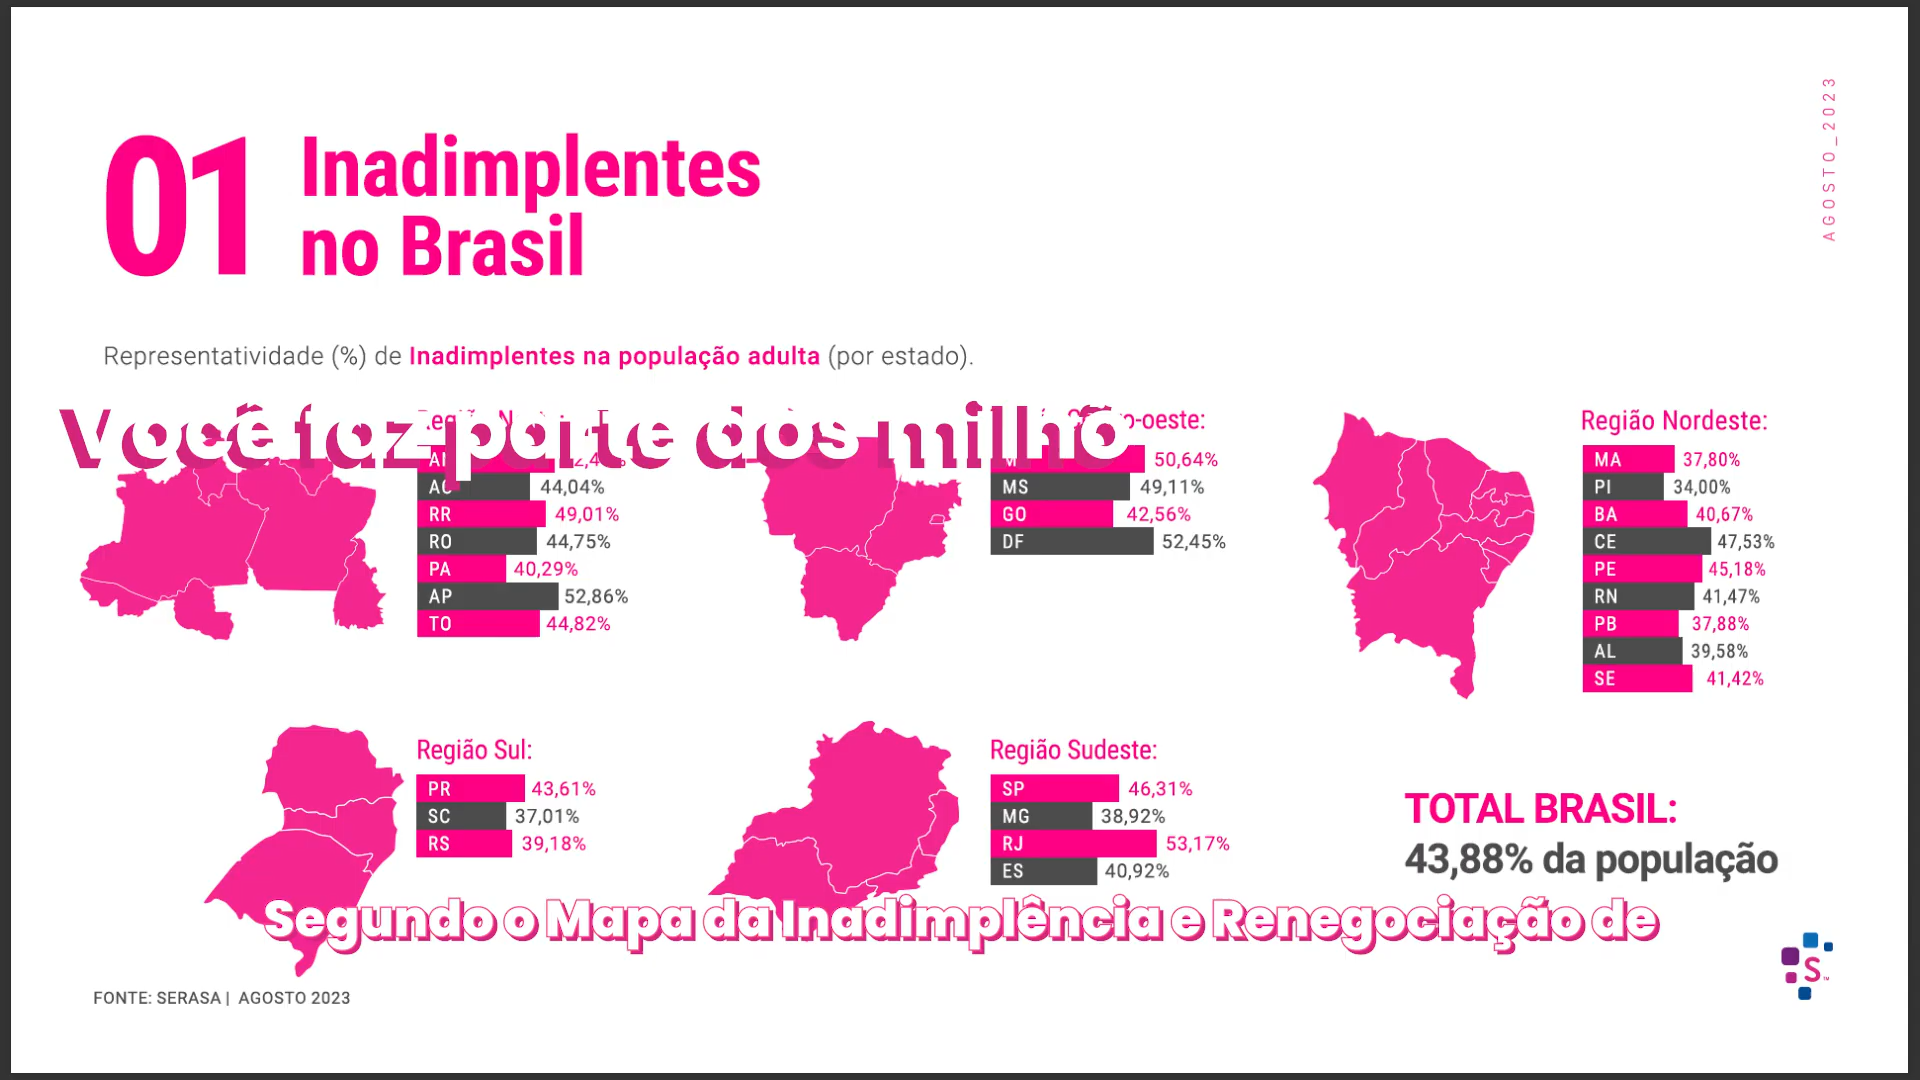 AGOSTO_2023
01
Inadimplentes
no Brasil
Representatividade (%) de Inadimplentes na população adulta (por estado).
Você faz parte dos milhõ
AC 44,04%
RR 49,01%
RO 44,75%
PA 40,29%
AP 52,86%
TO 44,82%
50,64%
MS 49,11%
GO 42,56%
DF 52,45%
Região Nordeste:
MA 37,80%
PI 34,00%
BA 40,67%
CE 47,53%
PE 45,18%
RN 41,47%
PB 37,88%
AL 39,58%
SE 41,42%
Região Sul:
PR 43,61%
SC 37,01%
RS 39,18%
Região Sudeste:
SP 46,31%
MG 38,92%
RJ 53,17%
ES 40,92%
TOTAL BRASIL:
43,88% da população
Segundo o Mapa da Inadimplência e Renegociação de
S
FONTE: SERASA | AGOSTO 2023